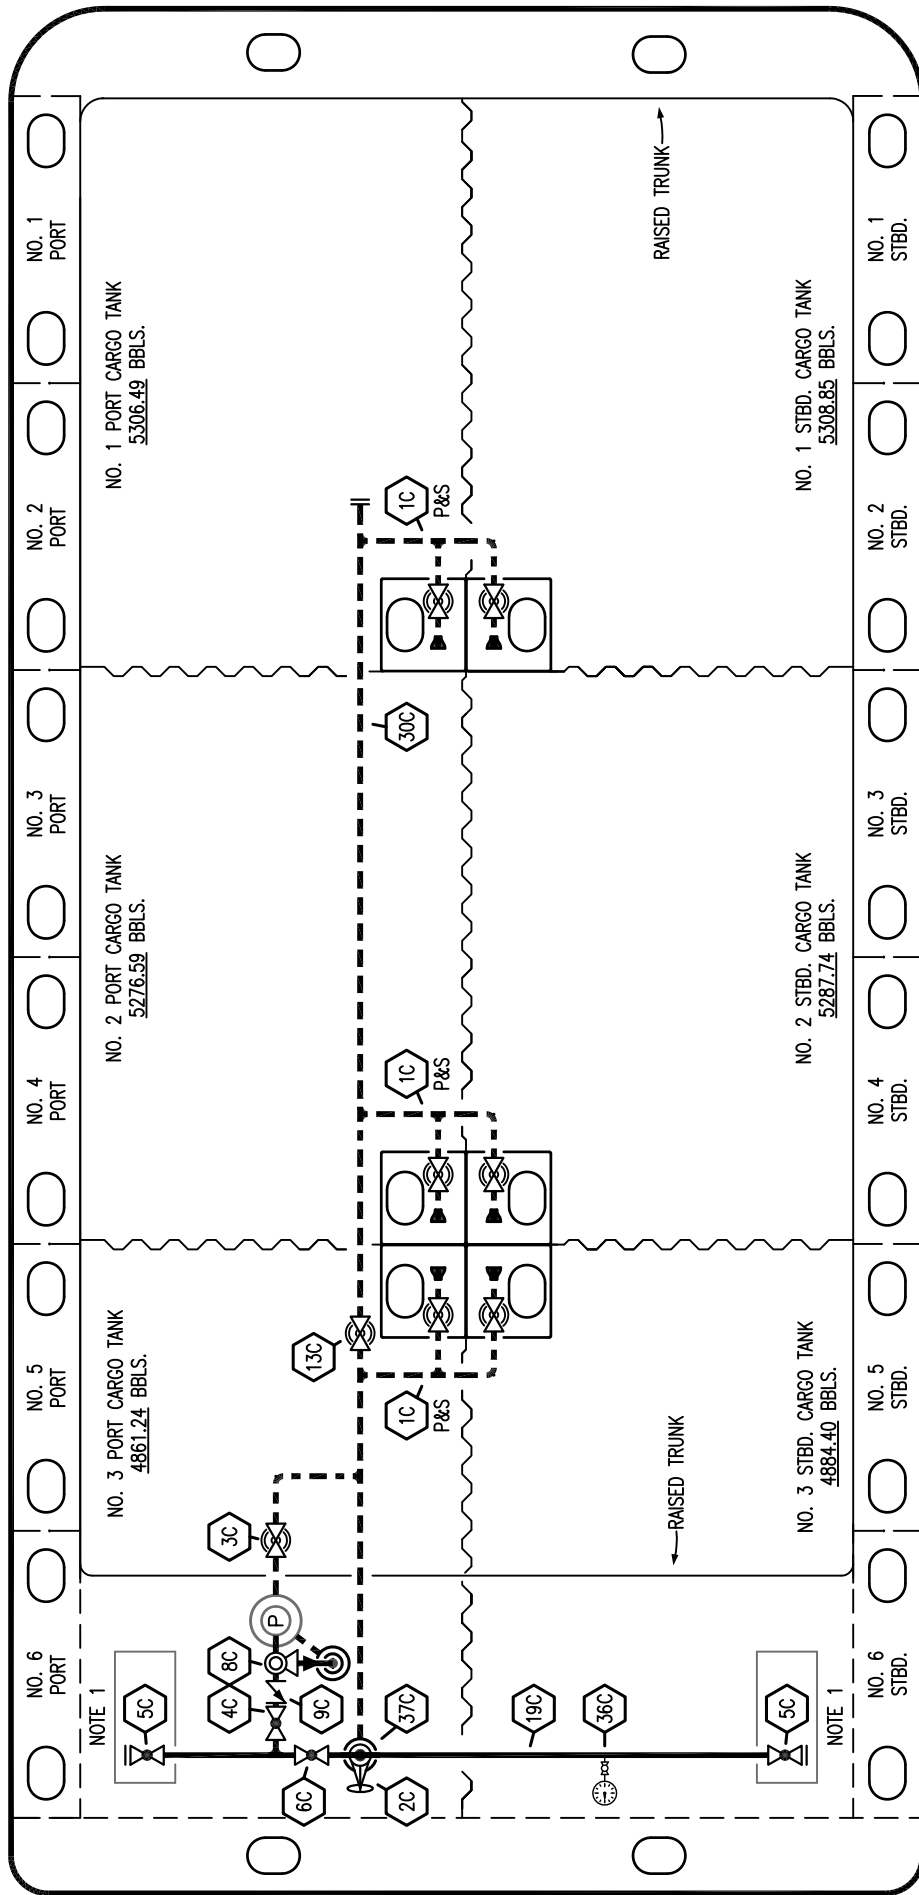 NO. 1
PORT
NO. 2
PORT
NO. 3
PORT
NO. 4
PORT
NO. 5
PORT
NO. 6
PORT
NO. 1 PORT CARGO TANK
5306.49 BBLS.
NO. 2 PORT CARGO TANK
5276.59 BBLS.
NO. 3 PORT CARGO TANK
4861.24 BBLS.
RAISED TRUNK
1C
P&S
30C
1C
P&S
13C
1C
P&S
3C
P
8C
4C
9C
5C
NOTE 1
6C
37C
2C
19C
36C
5C
NOTE 1
RAISED TRUNK
NO. 1 STBD. CARGO TANK
5308.85 BBLS.
NO. 2 STBD. CARGO TANK
5287.74 BBLS.
NO. 3 STBD. CARGO TANK
4884.40 BBLS.
NO. 1
STBD.
NO. 2
STBD.
NO. 3
STBD.
NO. 4
STBD.
NO. 5
STBD.
NO. 6
STBD.